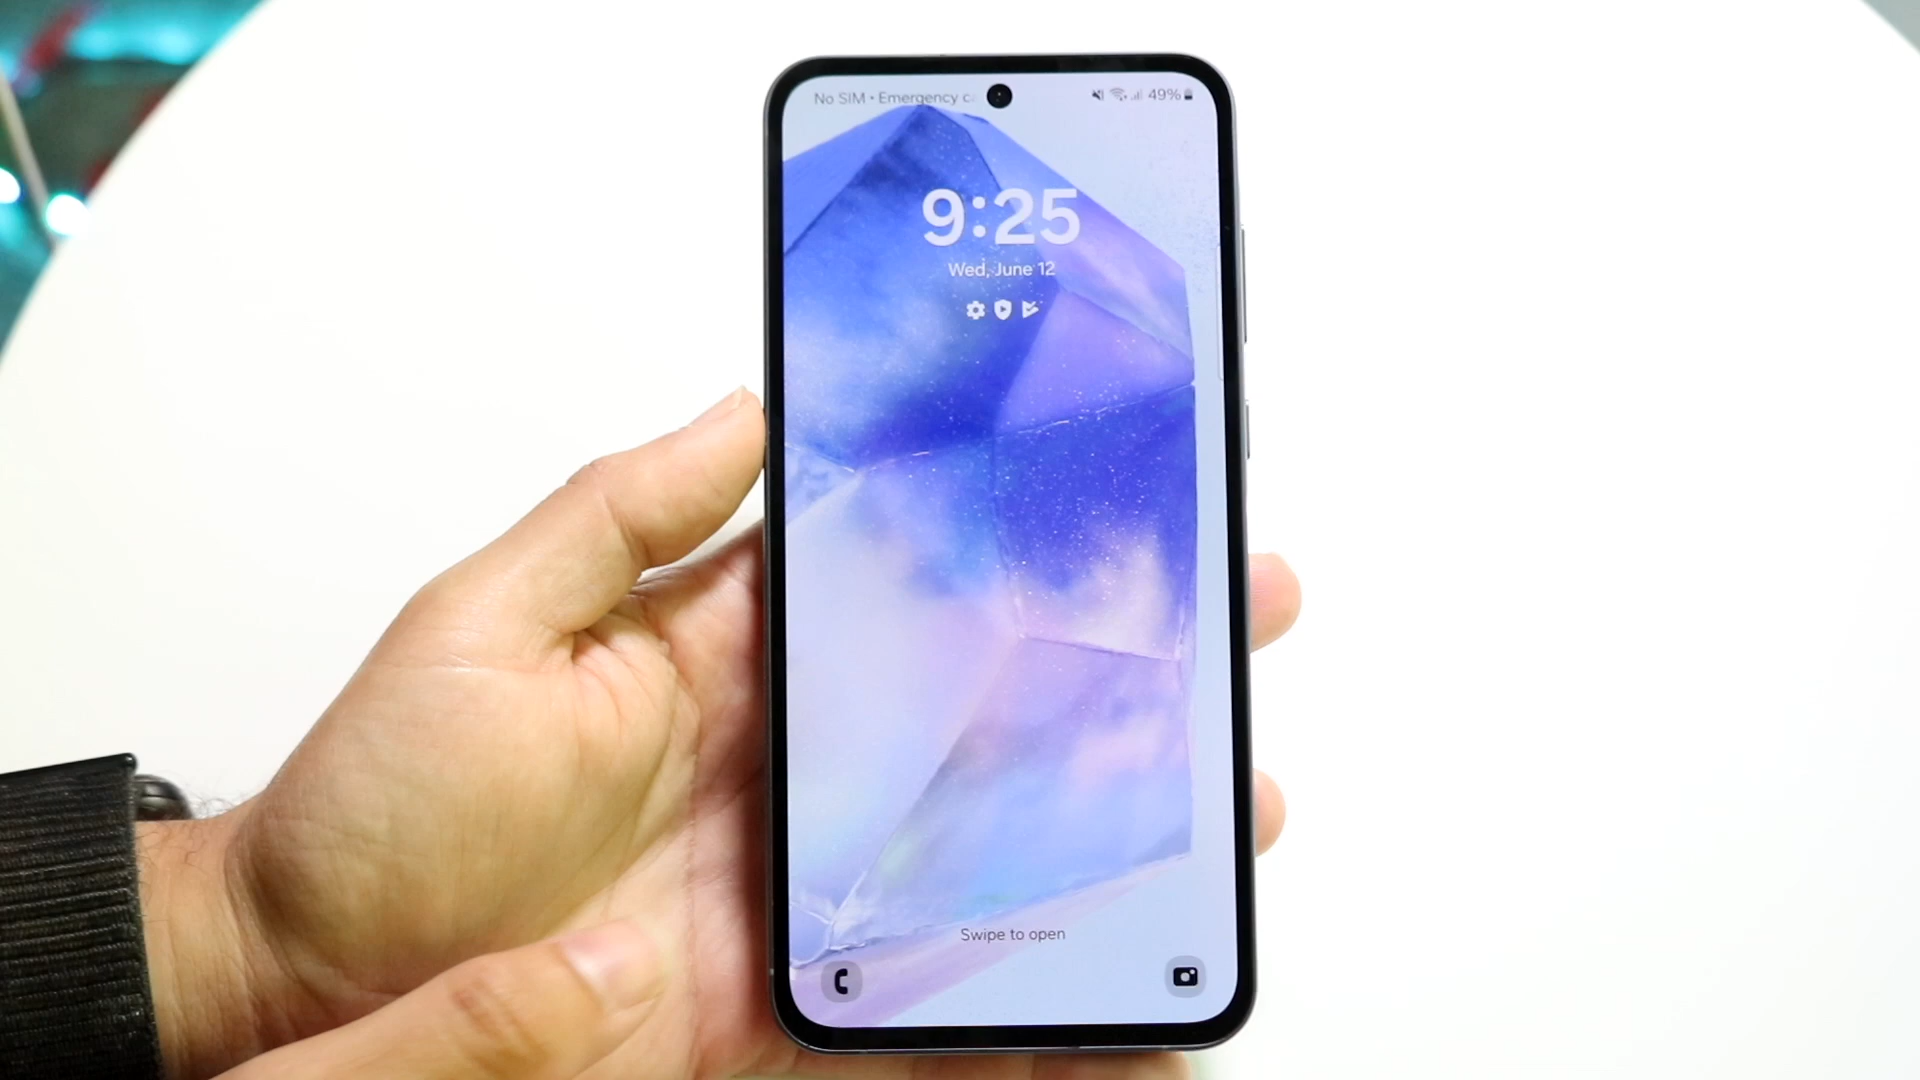 No SIM • Emergency c
49%
9:25
Wed, June 12
Swipe to open